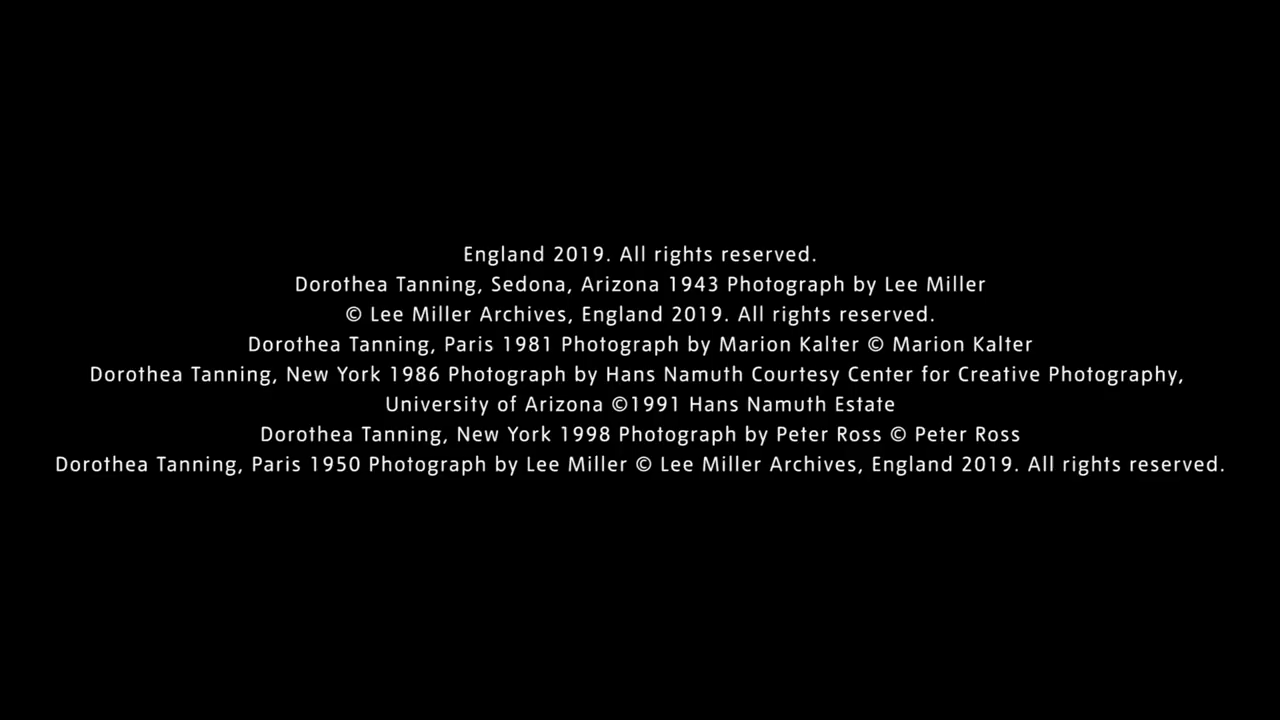 England 2019. All rights reserved.
Dorothea Tanning, Sedona, Arizona 1943 Photograph by Lee Miller
© Lee Miller Archives, England 2019. All rights reserved.
Dorothea Tanning, Paris 1981 Photograph by Marion Kalter © Marion Kalter
Dorothea Tanning, New York 1986 Photograph by Hans Namuth Courtesy Center for Creative Photography,
University of Arizona ©1991 Hans Namuth Estate
Dorothea Tanning, New York 1998 Photograph by Peter Ross © Peter Ross
Dorothea Tanning, Paris 1950 Photograph by Lee Miller © Lee Miller Archives, England 2019. All rights reserved.